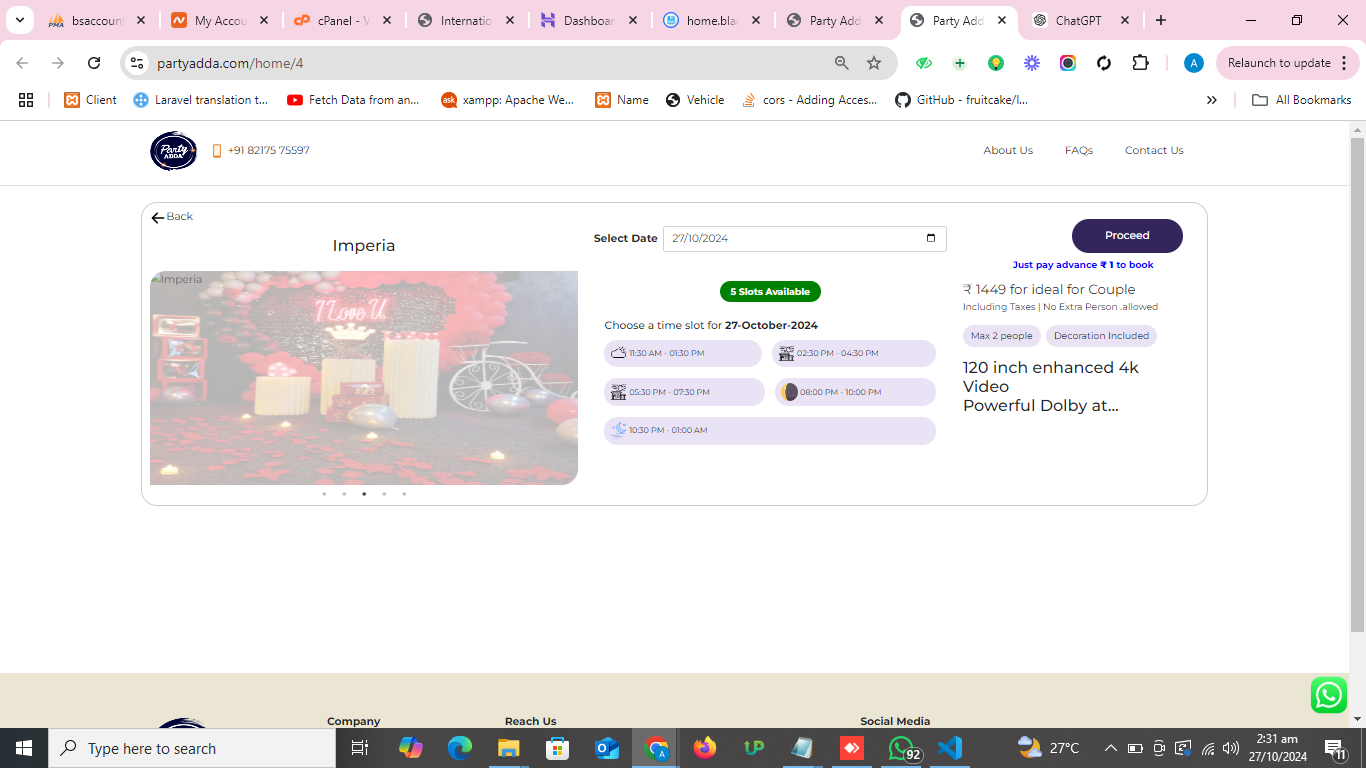 bsaccoun
My Accou
cPanel - V
Internatio
Dashboar
home.bla
Party Add
Party Add
ChatGPT
partyadda.com/home/4
A
Relaunch to update
Client
Laravel translation t...
Fetch Data from an...
ask
xampp: Apache We...
Name
Vehicle
cors - Adding Acces...
GitHub - fruitcake/l...
All Bookmarks
Party ADDA
+91 82175 75597
About Us
FAQs
Contact Us
Back
Imperia
Imperia
I Love U
Select Date
27/10/2024
5 Slots Available
Choose a time slot for 27-October-2024
11:30 AM - 01:30 PM
02:30 PM - 04:30 PM
05:30 PM - 07:30 PM
08:00 PM - 10:00 PM
10:30 PM - 01:00 AM
Proceed
Just pay advance ₹ 1 to book
₹ 1449 for ideal for Couple
Including Taxes | No Extra Person .allowed
Max 2 people
Decoration Included
120 inch enhanced 4k
Video
Powerful Dolby at...
Company
Reach Us
Social Media
Type here to search
92
27°C
2:31 am
27/10/2024
11